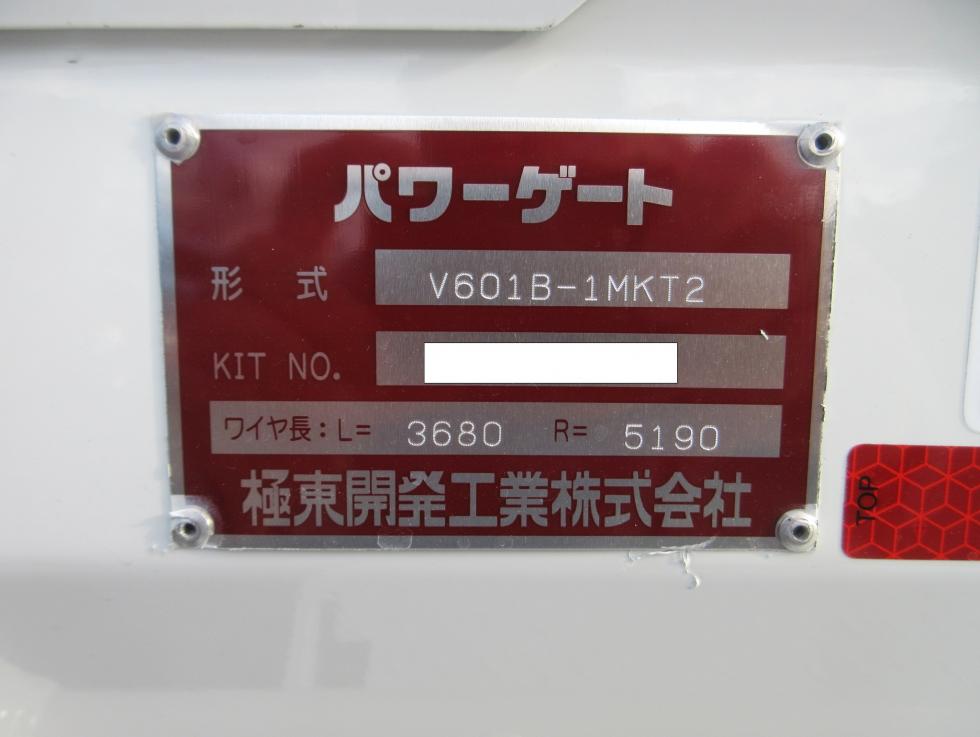 パワーゲート
形 式 V601B-1MKT2
KIT NO.
ワイヤ長:L= 3680 R= 5190
極東開発工業株式会社
TOP